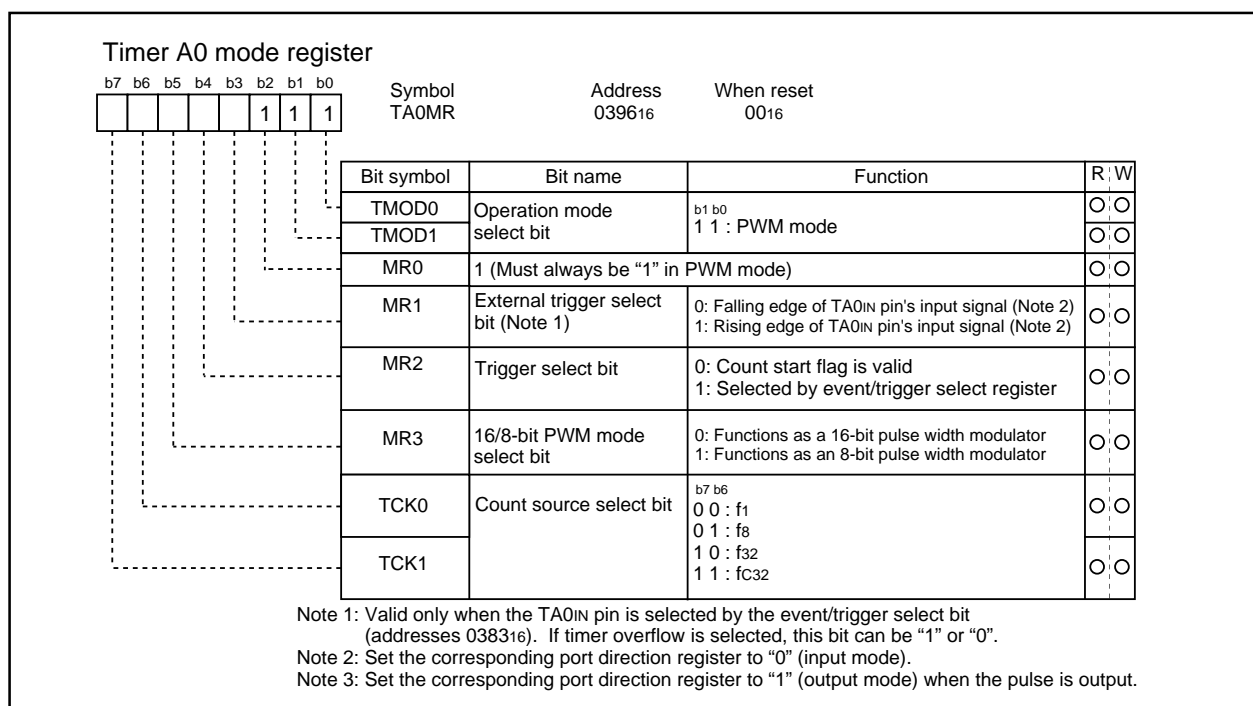 Timer A0 mode register
b7 b6 b5 b4 b3 b2 b1 b0
1 1 1
Symbol Address When reset
TA0MR 039616 0016
Bit symbol Bit name Function R W
TMOD0 Operation mode select bit b1 b0
TMOD1 1 1 : PWM mode
MR0 1 (Must always be “1” in PWM mode)
MR1 External trigger select bit (Note 1) 0: Falling edge of TA0IN pin's input signal (Note 2)
1: Rising edge of TA0IN pin's input signal (Note 2)
MR2 Trigger select bit 0: Count start flag is valid
1: Selected by event/trigger select register
MR3 16/8-bit PWM mode select bit 0: Functions as a 16-bit pulse width modulator
1: Functions as an 8-bit pulse width modulator
TCK0 Count source select bit b7 b6
0 0 : f1
0 1 : f8
TCK1 1 0 : f32
1 1 : fC32
Note 1: Valid only when the TA0IN pin is selected by the event/trigger select bit
(addresses 038316). If timer overflow is selected, this bit can be “1” or “0”.
Note 2: Set the corresponding port direction register to “0” (input mode).
Note 3: Set the corresponding port direction register to “1” (output mode) when the pulse is output.